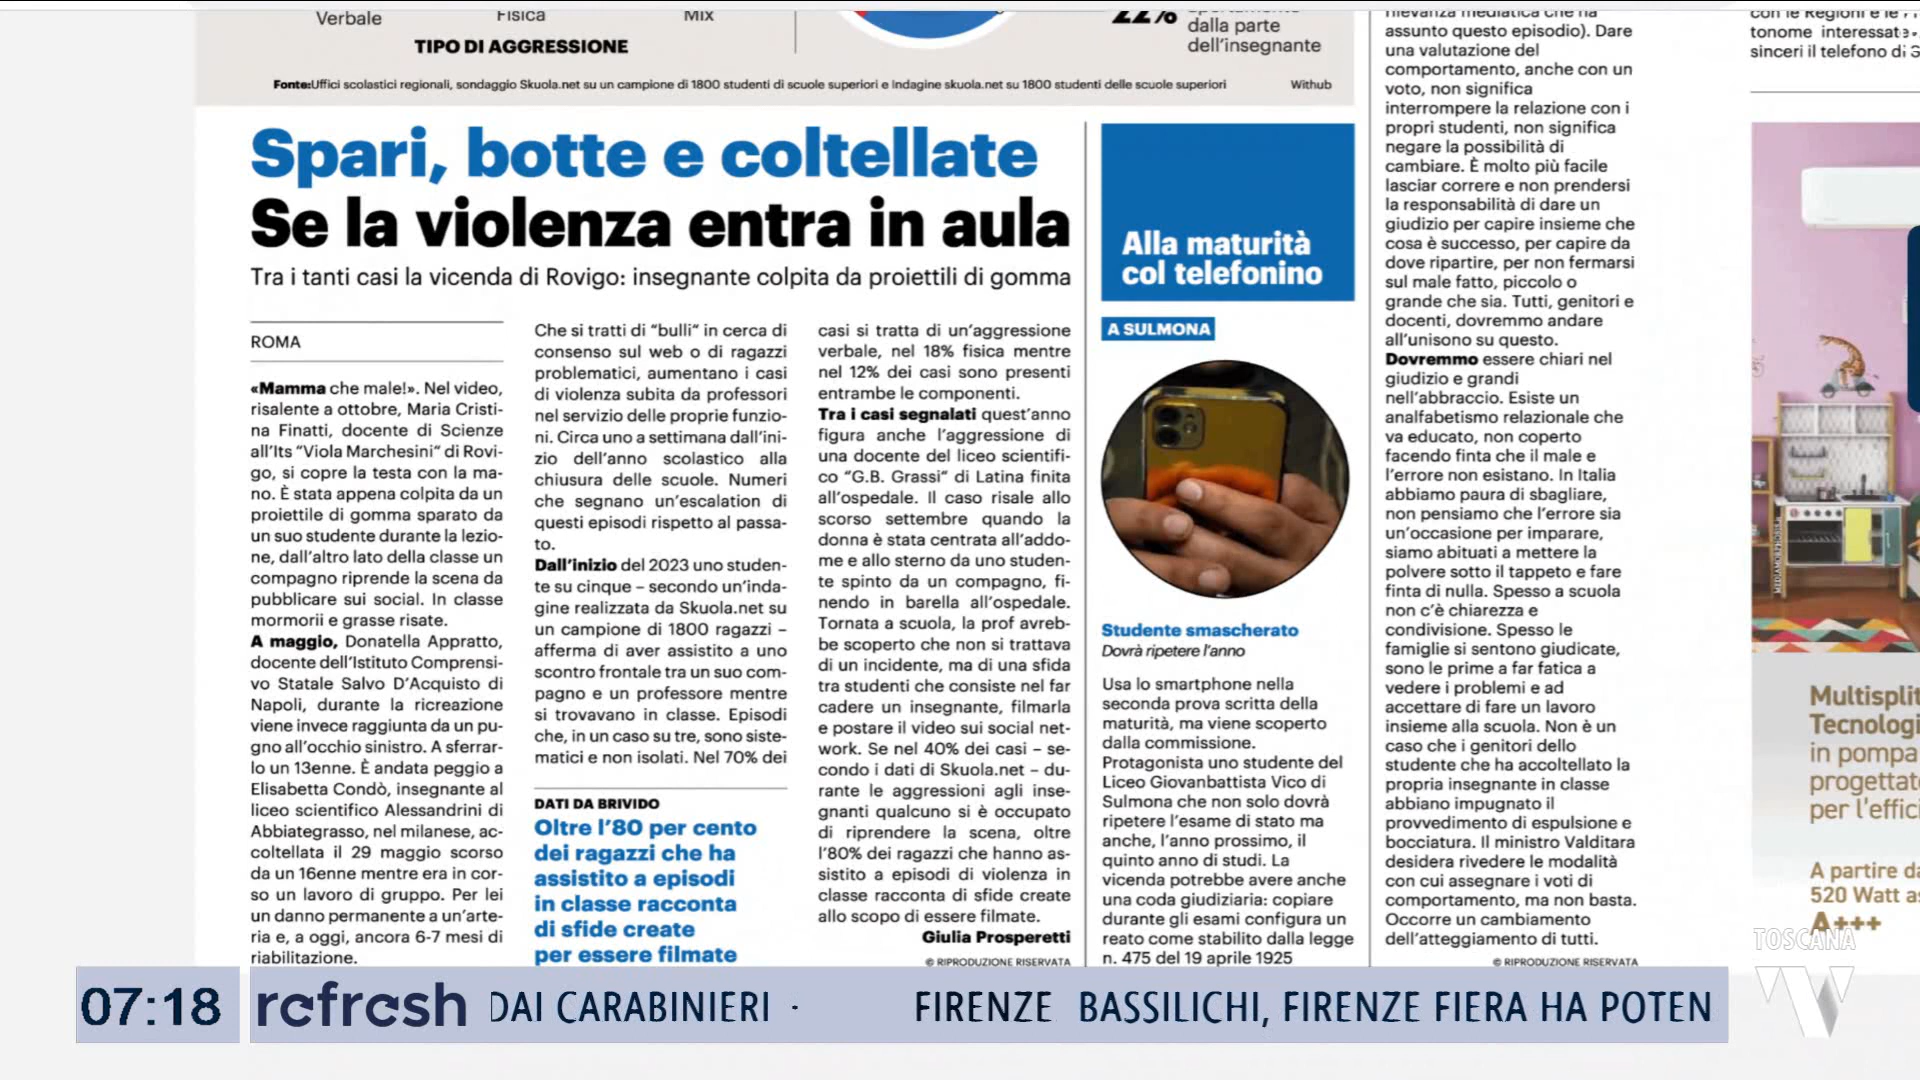 Verbale
Fisica
Mix
TIPO DI AGGRESSIONE
22%
dalla parte
dell'insegnante
Fonte:Uffici scolastici regionali, sondaggio Skuola.net su un campione di 1800 studenti di scuole superiori e Indagine skuola.net su 1800 studenti delle scuole superiori
Withub
Spari, botte e coltellate
Se la violenza entra in aula
Tra i tanti casi la vicenda di Rovigo: insegnante colpita da proiettili di gomma
ROMA
«Mamma che male!». Nel video,
risalente a ottobre, Maria Cristi-
na Finatti, docente di Scienze
all'Its "Viola Marchesini" di Rovi-
go, si copre la testa con la ma-
no. È stata appena colpita da un
proiettile di gomma sparato da
un suo studente durante la lezio-
ne, dall'altro lato della classe un
compagno riprende la scena da
pubblicare sui social. In classe
mormorii e grasse risate.
A maggio, Donatella Appratto,
docente dell'Istituto Comprensi-
vo Statale Salvo D'Acquisto di
Napoli, durante la ricreazione
viene invece raggiunta da un pu-
gno all'occhio sinistro. A sferrar-
lo un 13enne. È andata peggio a
Elisabetta Condò, insegnante al
liceo scientifico Alessandrini di
Abbiategrasso, nel milanese, ac-
coltellata il 29 maggio scorso
da un 16enne mentre era in cor-
so un lavoro di gruppo. Per lei
un danno permanente a un'arte-
ria e, a oggi, ancora 6-7 mesi di
riabilitazione.
Che si tratti di "bulli" in cerca di
consenso sul web o di ragazzi
problematici, aumentano i casi
di violenza subita da professori
nel servizio delle proprie funzio-
ni. Circa uno a settimana dall'ini-
zio dell'anno scolastico alla
chiusura delle scuole. Numeri
che segnano un'escalation di
questi episodi rispetto al passa-
to.
Dall'inizio del 2023 uno studen-
te su cinque – secondo un'inda-
gine realizzata da Skuola.net su
un campione di 1800 ragazzi –
afferma di aver assistito a uno
scontro frontale tra un suo com-
pagno e un professore mentre
si trovavano in classe. Episodi
che, in un caso su tre, sono siste-
matici e non isolati. Nel 70% dei
DATI DA BRIVIDO
Oltre l'80 per cento
dei ragazzi che ha
assistito a episodi
in classe racconta
di sfide create
per essere filmate
casi si tratta di un'aggressione
verbale, nel 18% fisica mentre
nel 12% dei casi sono presenti
entrambe le componenti.
Tra i casi segnalati quest'anno
figura anche l'aggressione di
una docente del liceo scientifi-
co "G.B. Grassi" di Latina finita
all'ospedale. Il caso risale allo
scorso settembre quando la
donna è stata centrata all'addo-
me e allo sterno da uno studen-
te spinto da un compagno, fi-
nendo in barella all'ospedale.
Tornata a scuola, la prof avreb-
be scoperto che non si trattava
di un incidente, ma di una sfida
tra studenti che consiste nel far
cadere un insegnante, filmarla
e postare il video sui social net-
work. Se nel 40% dei casi – se-
condo i dati di Skuola.net – du-
rante le aggressioni agli inse-
gnanti qualcuno si è occupato
di riprendere la scena, oltre
l'80% dei ragazzi che hanno as-
sistito a episodi di violenza in
classe racconta di sfide create
allo scopo di essere filmate.
Giulia Prosperetti
© RIPRODUZIONE RISERVATA
Alla maturità
col telefonino
A SULMONA
Studente smascherato
Dovrà ripetere l'anno
Usa lo smartphone nella
seconda prova scritta della
maturità, ma viene scoperto
dalla commissione.
Protagonista uno studente del
Liceo Giovanbattista Vico di
Sulmona che non solo dovrà
ripetere l'esame di stato ma
anche, l'anno prossimo, il
quinto anno di studi. La
vicenda potrebbe avere anche
una coda giudiziaria: copiare
durante gli esami configura un
reato come stabilito dalla legge
n. 475 del 19 aprile 1925
rilevanza mediatica che ha
assunto questo episodio). Dare
una valutazione del
comportamento, anche con un
voto, non significa
interrompere la relazione con i
propri studenti, non significa
negare la possibilità di
cambiare. È molto più facile
lasciar correre e non prendersi
la responsabilità di dare un
giudizio per capire insieme che
cosa è successo, per capire da
dove ripartire, per non fermarsi
sul male fatto, piccolo o
grande che sia. Tutti, genitori e
docenti, dovremmo andare
all'unisono su questo.
Dovremmo essere chiari nel
giudizio e grandi
nell'abbraccio. Esiste un
analfabetismo relazionale che
va educato, non coperto
facendo finta che il male e
l'errore non esistano. In Italia
abbiamo paura di sbagliare,
non pensiamo che l'errore sia
un'occasione per imparare,
siamo abituati a mettere la
polvere sotto il tappeto e fare
finta di nulla. Spesso a scuola
non c'è chiarezza e
condivisione. Spesso le
famiglie si sentono giudicate,
sono le prime a far fatica a
vedere i problemi e ad
accettare di fare un lavoro
insieme alla scuola. Non è un
caso che i genitori dello
studente che ha accoltellato la
propria insegnante in classe
abbiano impugnato il
provvedimento di espulsione e
bocciatura. Il ministro Valditara
desidera rivedere le modalità
con cui assegnare i voti di
comportamento, ma non basta.
Occorre un cambiamento
dell'atteggiamento di tutti.
© RIPRODUZIONE RISERVATA
con le Regioni e le
tonome interessate
sinceri il telefono di
Multisplit
Tecnologi
in pompa
progettat
per l'effici
A partire da
520 Watt as
A+++
TOSCANA
07:18
refresh
DAI CARABINIERI · FIRENZE BASSILICHI, FIRENZE FIERA HA POTEN